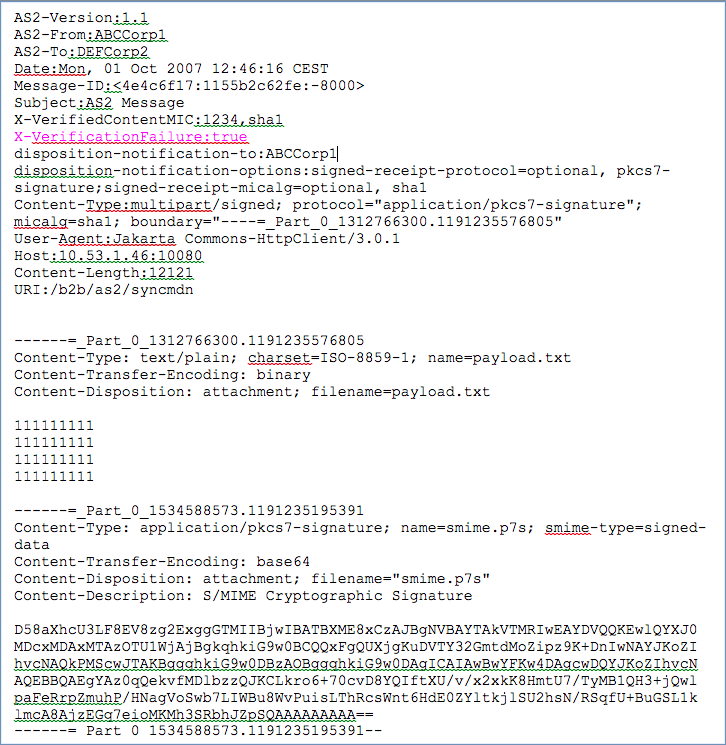 AS2-Version:1.1
AS2-From:ABCCorp1
AS2-To:DEFCorp2
Date:Mon, 01 Oct 2007 12:46:16 CEST
Message-ID:<4e4c6f17:1155b2c62fe:-8000>
Subject:AS2 Message
X-VerifiedContentMIC:1234,sha1
X-VerificationFailure:true
disposition-notification-to:ABCCorp1
disposition-notification-options:signed-receipt-protocol=optional, pkcs7-
signature;signed-receipt-micalg=optional, sha1
Content-Type:multipart/signed; protocol="application/pkcs7-signature";
micalg=sha1; boundary="----=_Part_0_1312766300.1191235576805"
User-Agent:Jakarta Commons-HttpClient/3.0.1
Host:10.53.1.46:10080
Content-Length:12121
URI:/b2b/as2/syncmdn
------=_Part_0_1312766300.1191235576805
Content-Type: text/plain; charset=ISO-8859-1; name=payload.txt
Content-Transfer-Encoding: binary
Content-Disposition: attachment; filename=payload.txt
111111111
111111111
111111111
111111111
------=_Part_0_1534588573.1191235195391
Content-Type: application/pkcs7-signature; name=smime.p7s; smime-type=signed-
data
Content-Transfer-Encoding: base64
Content-Disposition: attachment; filename="smime.p7s"
Content-Description: S/MIME Cryptographic Signature
D58aXhcU3LF8EV8zg2ExggGTMIIBjwIBATBXME8xCzAJBgNVBAYTAkVTMRIwEAYDVQQKEwlQYXJ0
MDcxMDAxMTAzOTU1WjAjBgkqhkiG9w0BCQQxFgQUXjgKuDVTY32GmtdMoZipz9K+DnIwNAYJKoZI
hvcNAQkPMScwJTAKBggqhkiG9w0DBzAOBggqhkiG9w0DAgICAIAwBwYFKw4DAgcwDQYJKoZIhvcN
AQEBBQAEgYAz0qQekvfMDlbzzQJKCLkro6+70cvD8YQIftXU/v/x2xkK8HmtU7/TyMB1QH3+jQwl
paFeRrpZmuhP/HNagVoSwb7LIWBu8WvPuisLThRcsWnt6HdE0ZYltkjlSU2hsN/RSqfU+BuGSL1k
lmcA8AjzEGq7eioMKMh3SRbhJZpSQAAAAAAAAA==
------=_Part_0_1534588573.1191235195391--